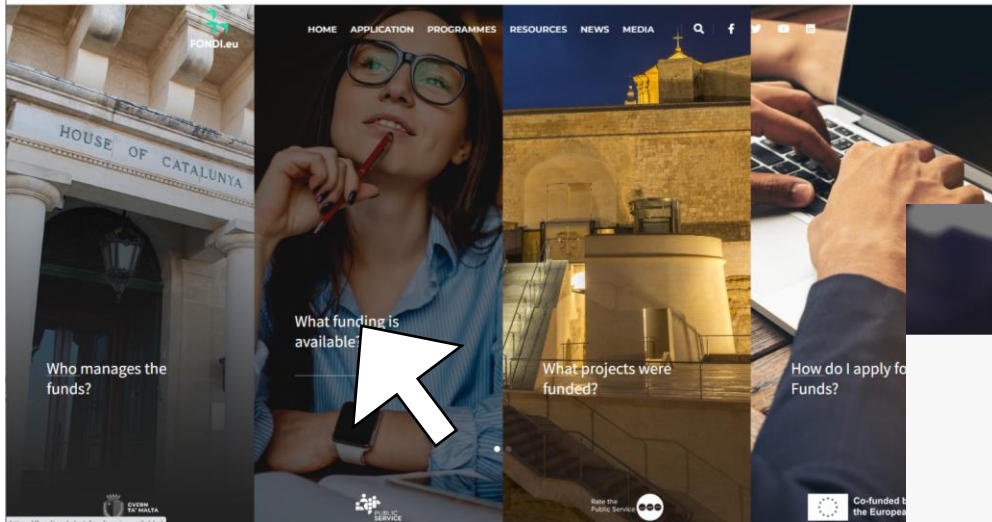 FONDI.eu
HOME APPLICATION PROGRAMMES RESOURCES NEWS MEDIA
HOUSE OF CATALUNYA
What funding is
available?
Who manages the
funds?
What projects were
funded?
How do I apply fo
Funds?
GVERN
TA' MALTA
PUBLIC
SERVICE
Rate the
Public Service
Co-funded b
the Europea